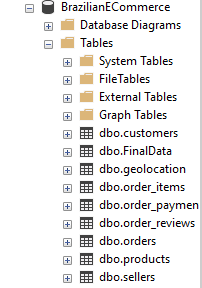 BrazilianECommerce
Database Diagrams
Tables
System Tables
FileTables
External Tables
Graph Tables
dbo.customers
dbo.FinalData
dbo.geolocation
dbo.order_items
dbo.order_paymen
dbo.order_reviews
dbo.orders
dbo.products
dbo.sellers